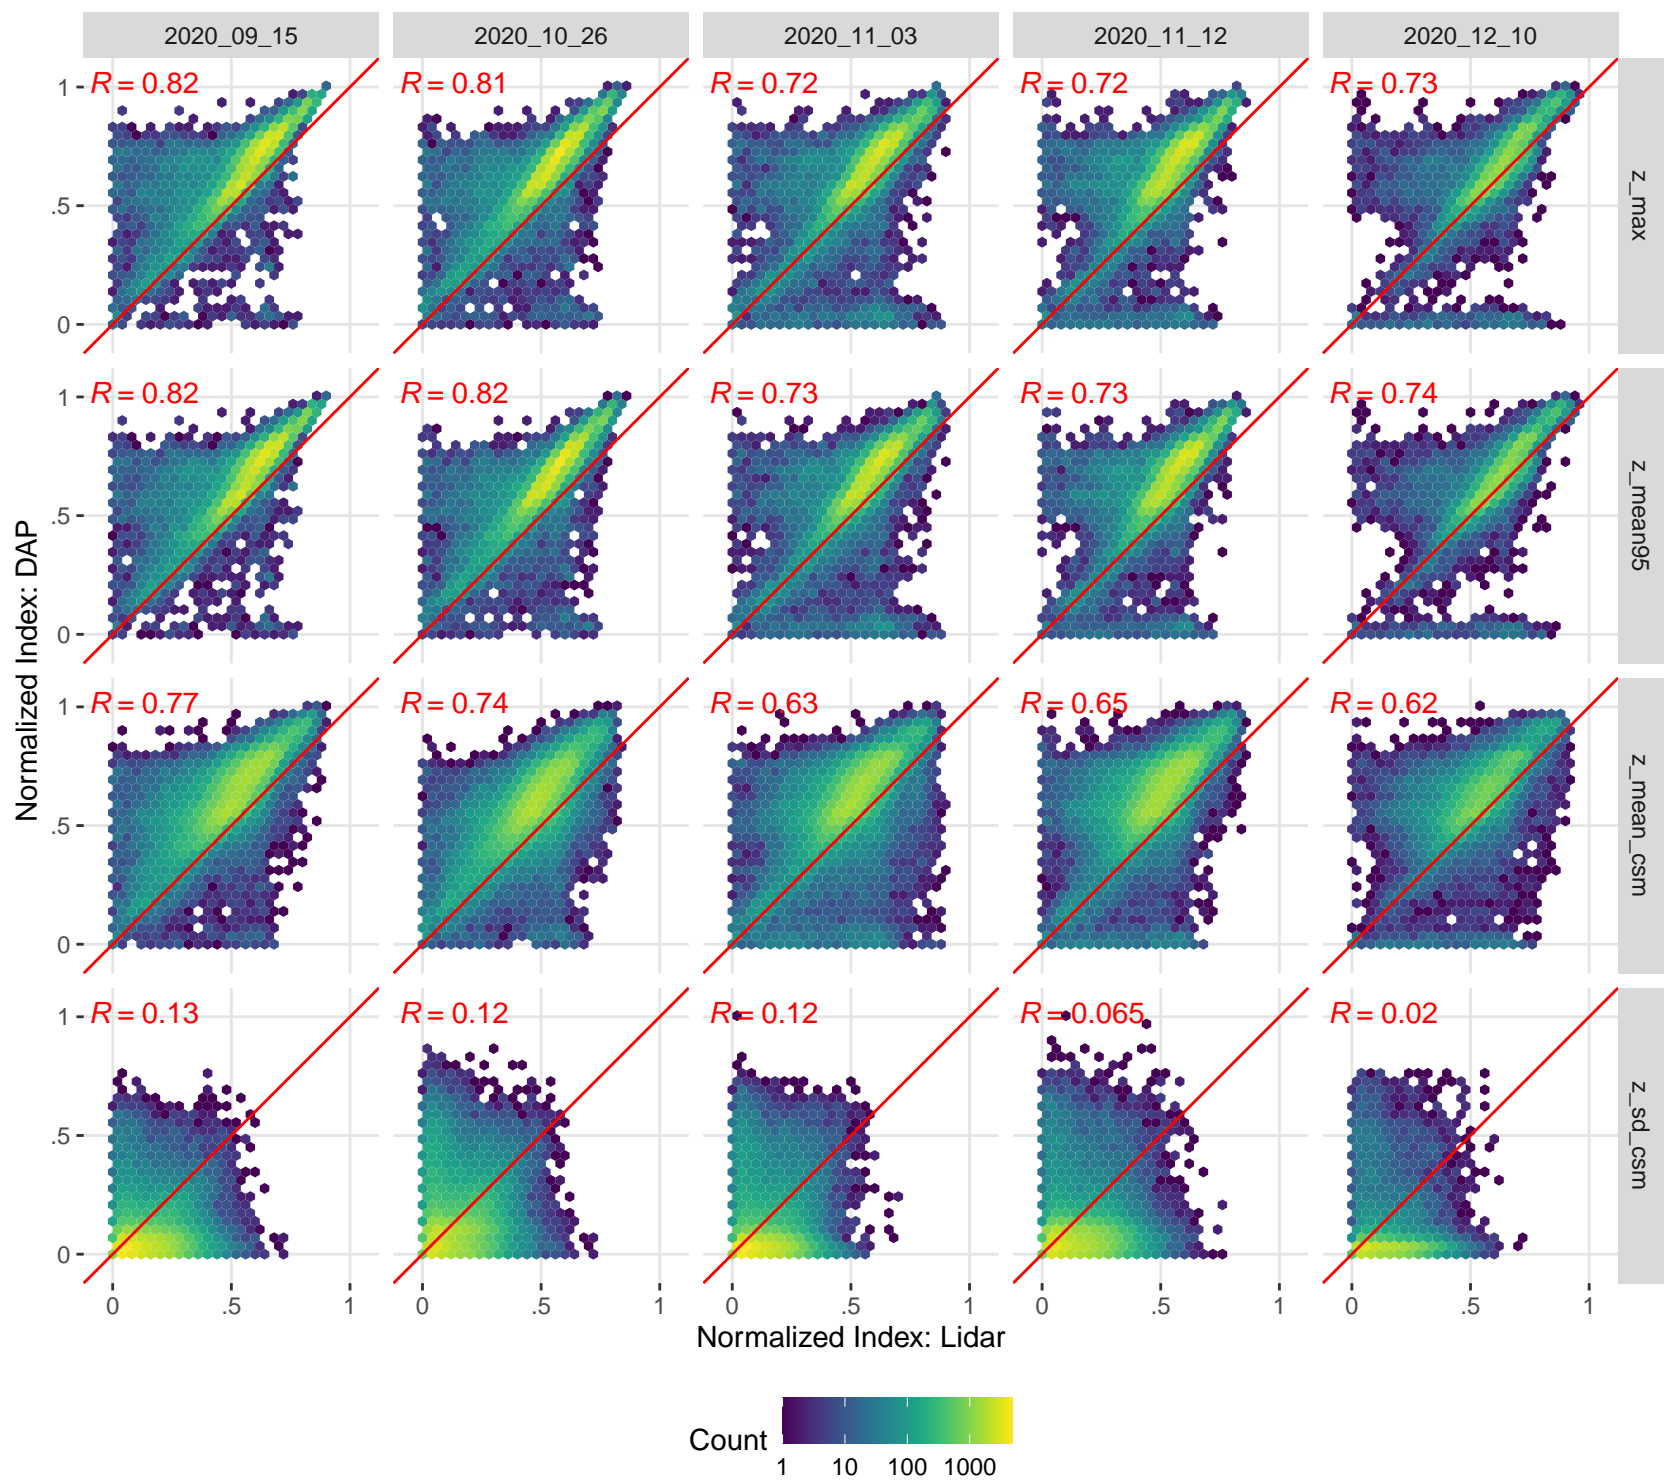 2020_09_15 2020_10_26 2020_11_03 2020_11_12 2020_12_10
R = 0.82 R = 0.81 R = 0.72 R = 0.72 R = 0.73
1
.5
0
z_max
R = 0.82 R = 0.82 R = 0.73 R = 0.73 R = 0.74
1
.5
0
z_mean95
Normalized Index: DAP
R = 0.77 R = 0.74 R = 0.63 R = 0.65 R = 0.62
1
.5
0
z_mean_csm
R = 0.13 R = 0.12 R = 0.12 R = 0.065 R = 0.02
1
.5
0
z_sd_csm
0 .5 1 0 .5 1 0 .5 1 0 .5 1 0 .5 1
Normalized Index: Lidar
Count
1 10 100 1000